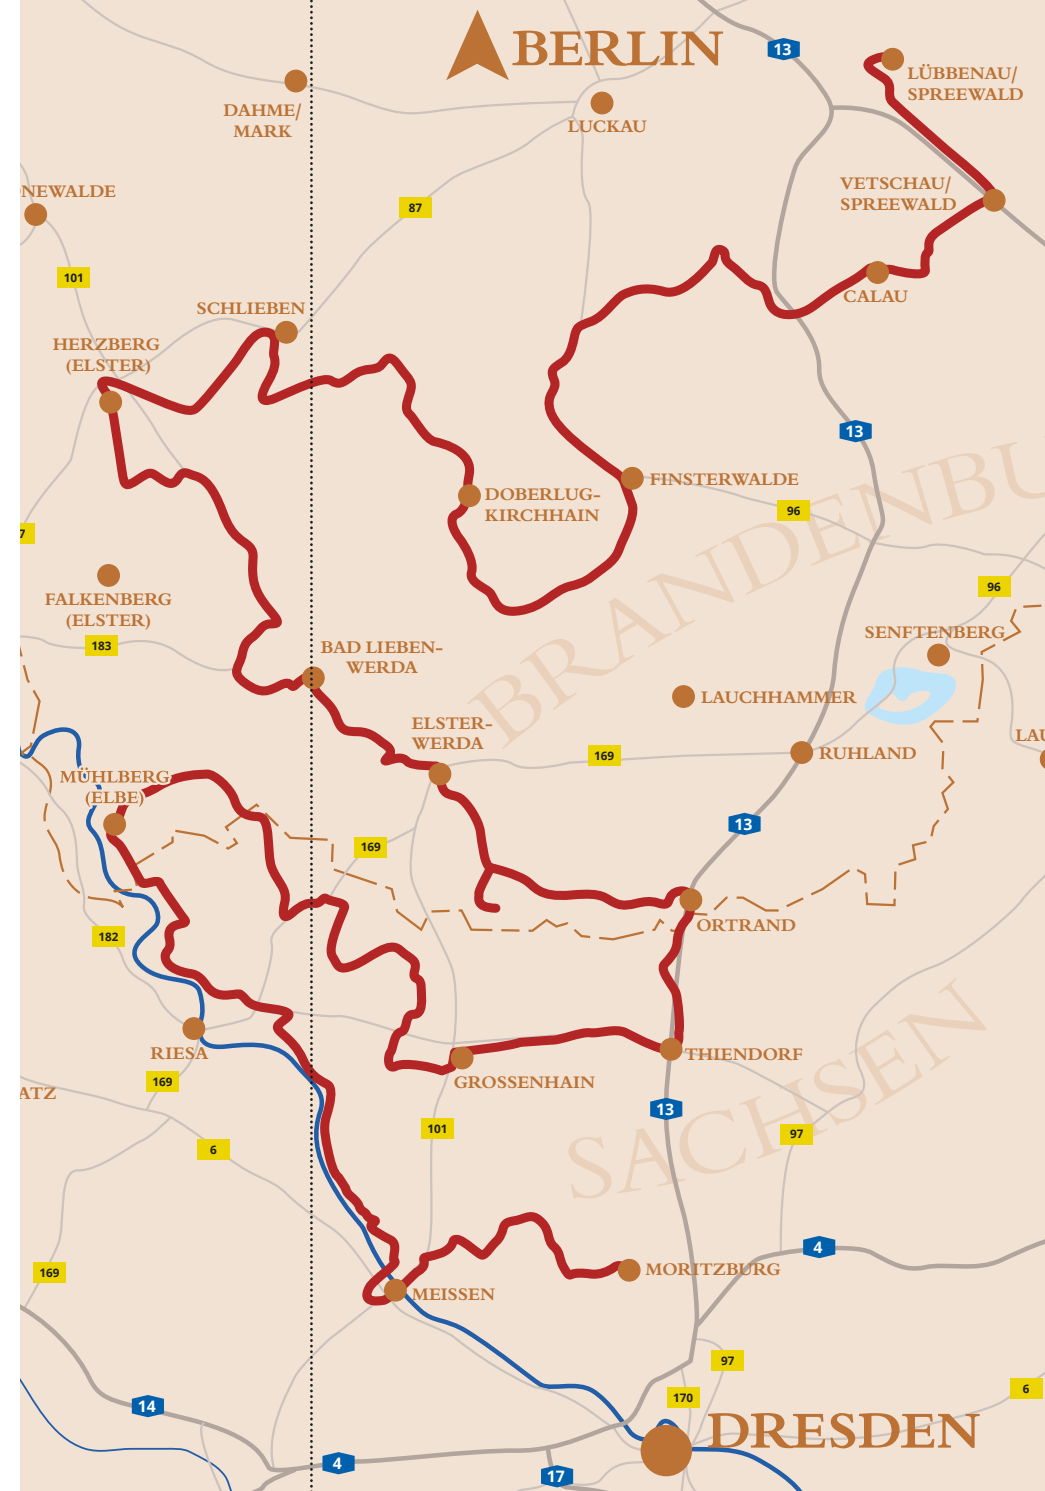 BERLIN
13
LÜBBENAU/
SPREEWALD
DAHME/
MARK
LUCKAU
NEWALDE
VETSCHAU/
SPREEWALD
87
101
CALAU
SCHLIEBEN
HERZBERG
(ELSTER)
13
DOBERLUG-
KIRCHHAIN
FINSTERWALDE
96
BRANDENBU
7
FALKENBERG
(ELSTER)
96
183
SENFTENBERG
BAD LIEBEN-
WERDA
LAUCHHAMMER
ELSTER-
WERDA
169
RUHLAND
LAU
MÜHLBERG
(ELBE)
13
169
ORTRAND
182
RIESA
THIENDORF
169
GROSSENHAIN
SACHSEN
ATZ
13
101
97
6
4
169
MORITZBURG
MEISSEN
97
170
6
14
DRESDEN
4
17